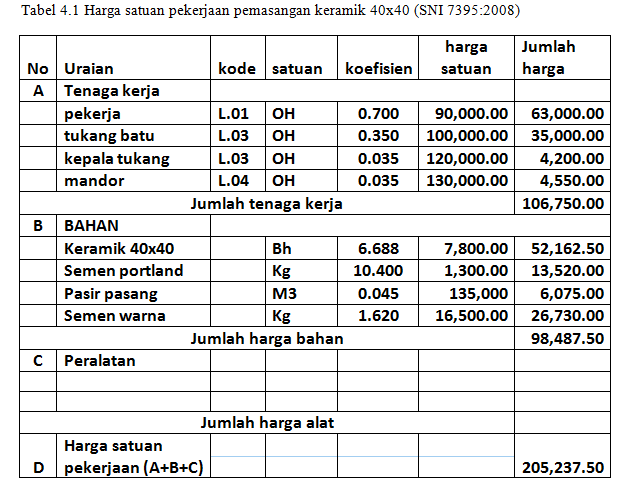 Tabel 4.1 Harga satuan pekerjaan pemasangan keramik 40x40 (SNI 7395:2008)
No Uraian kode satuan koefisien harga satuan Jumlah harga
A Tenaga kerja
pekerja L.01 OH 0.700 90,000.00 63,000.00
tukang batu L.03 OH 0.350 100,000.00 35,000.00
kepala tukang L.03 OH 0.035 120,000.00 4,200.00
mandor L.04 OH 0.035 130,000.00 4,550.00
Jumlah tenaga kerja 106,750.00
B BAHAN
Keramik 40x40 Bh 6.688 7,800.00 52,162.50
Semen portland Kg 10.400 1,300.00 13,520.00
Pasir pasang M3 0.045 135,000 6,075.00
Semen warna Kg 1.620 16,500.00 26,730.00
Jumlah harga bahan 98,487.50
C Peralatan
Jumlah harga alat
D Harga satuan pekerjaan (A+B+C) 205,237.50